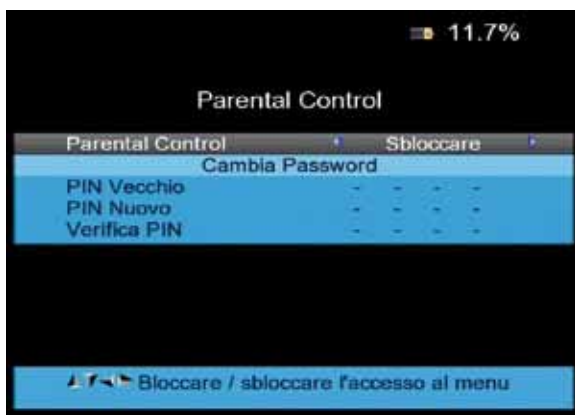 11.7%
Parental Control
Parental Control Sbloccare
Cambia Password
PIN Vecchio - - - -
PIN Nuovo - - - -
Verifica PIN - - - -
Bloccare / sbloccare l'accesso al menu